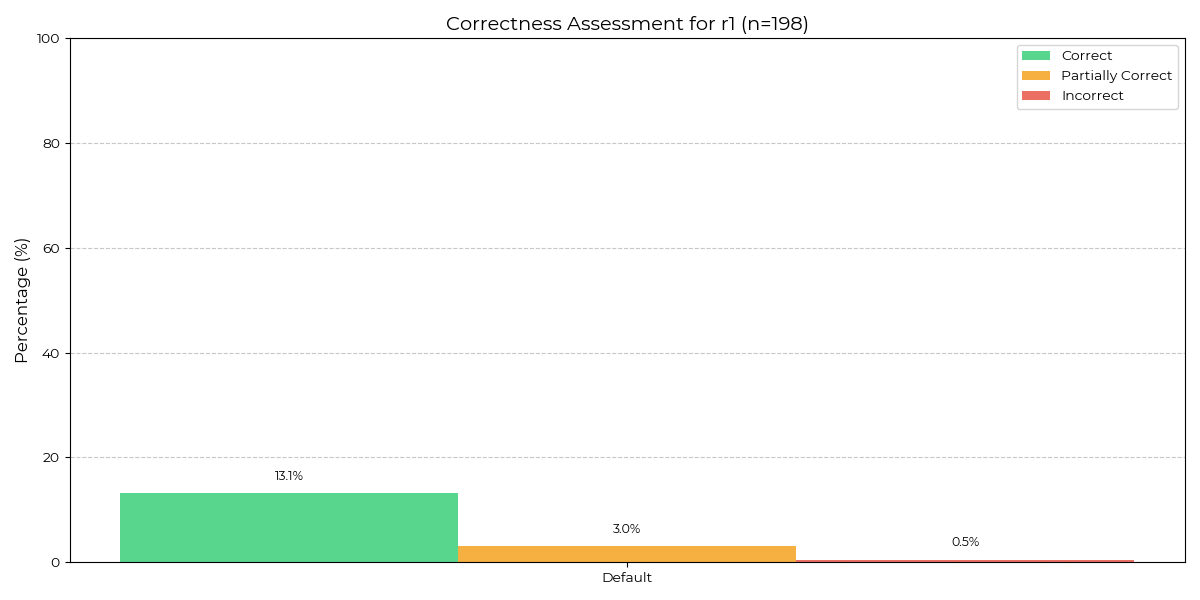 Correctness Assessment for r1 (n=198)
100
80
60
40
20
0
Percentage (%)
Correct
Partially Correct
Incorrect
13.1%
3.0%
0.5%
Default